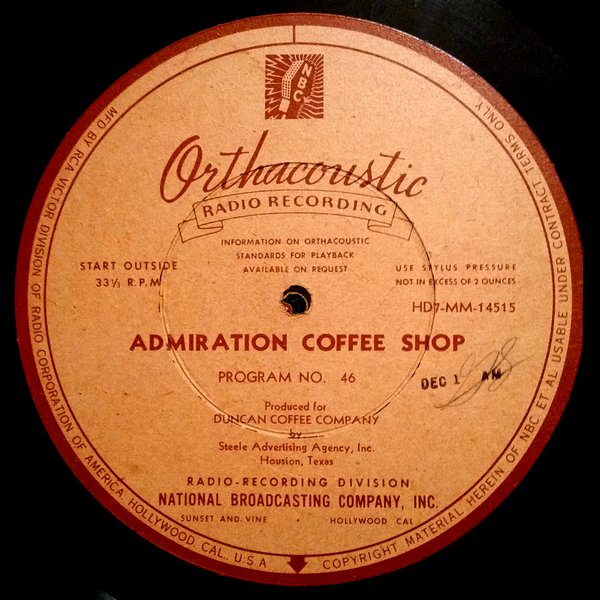 NBC
Orthacoustic
RADIO RECORDING
INFORMATION ON ORTHACOUSTIC
STANDARDS FOR PLAYBACK
AVAILABLE ON REQUEST
START OUTSIDE
33⅓ R.P.M
USE STYLUS PRESSURE
NOT IN EXCESS OF 2 OUNCES
HD7-MM-14515
ADMIRATION COFFEE SHOP
PROGRAM NO. 46
DEC 1 AM
Produced for
DUNCAN COFFEE COMPANY
by
Steele Advertising Agency, Inc.
Houston, Texas
RADIO-RECORDING DIVISION
NATIONAL BROADCASTING COMPANY, INC.
SUNSET AND VINE • HOLLYWOOD CAL
MFD BY RCA VICTOR DIVISION OF RADIO CORPORATION OF AMERICA, HOLLYWOOD, CAL., U.S.A
COPYRIGHT MATERIAL HEREIN OF NBC ET AL USABLE UNDER CONTRACT TERMS ONLY